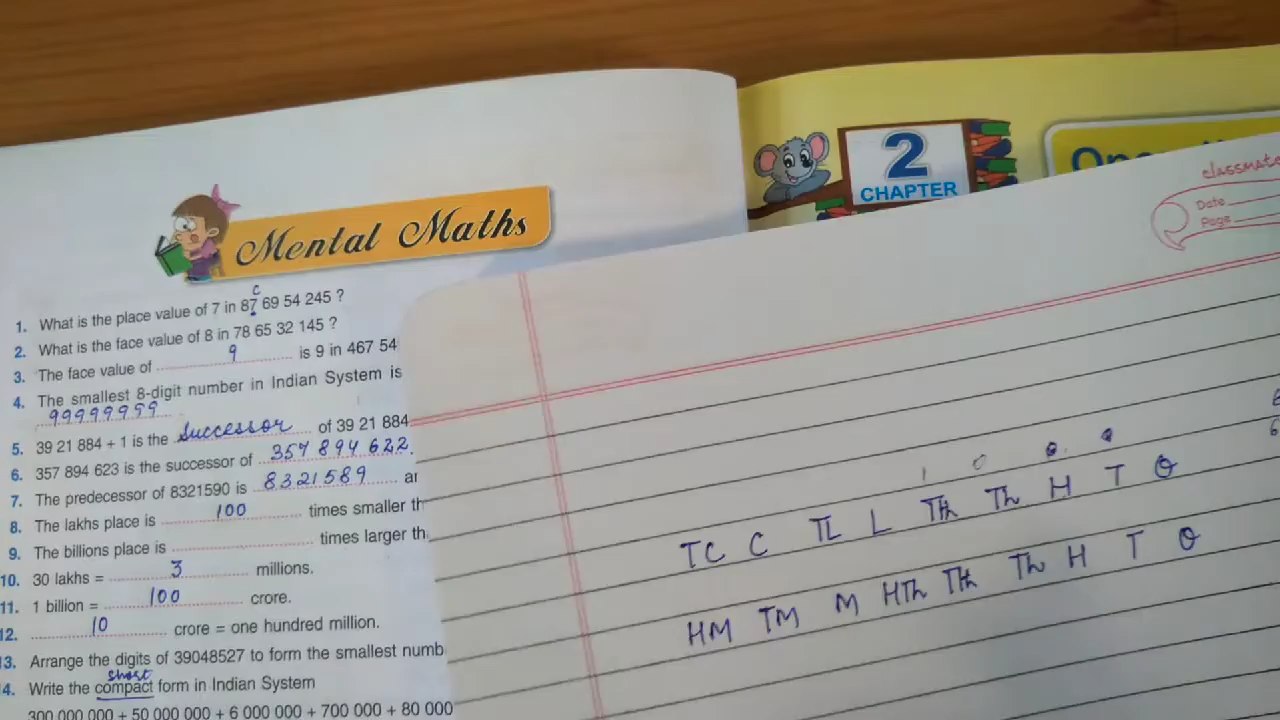 2
CHAPTER
classmate
Date
Page
Mental Maths
C
1. What is the place value of 7 in 87 69 54 245 ?
2. What is the face value of 8 in 78 65 32 145 ?
3. The face value of 9 is 9 in 467 54
4. The smallest 8-digit number in Indian System is
99999999
5. 39 21 884 + 1 is the successor of 39 21 884
6. 357 894 623 is the successor of 357 894 622.
7. The predecessor of 8321590 is 8321589
8. The lakhs place is 100 times smaller
9. The billions place is times larger
10. 30 lakhs = 3 millions.
11. 1 billion = 100 crore.
12. 10 crore = one hundred million.
13. Arrange the digits of 39048527 to form the smallest
short
14. Write the compact form in Indian System
300 000 000 + 50 000 000 + 6 000 000 + 700 000 + 80 000
TC C TL L TTh Th H T O
HM TM M HTh TTh Th H T O